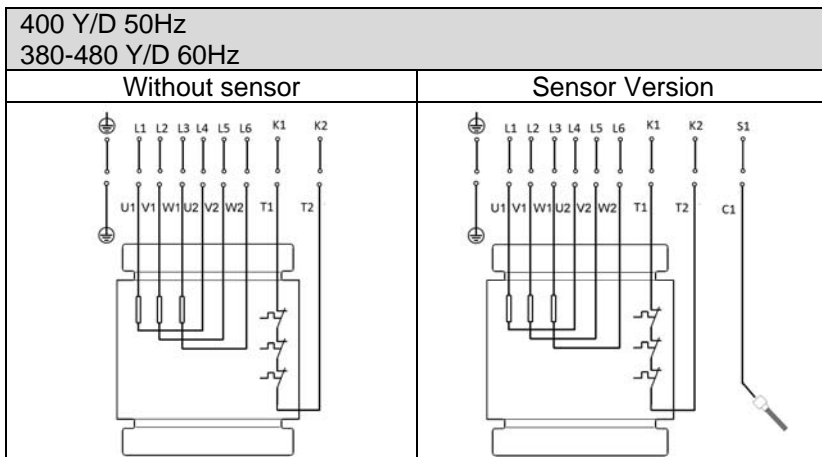 400 Y/D 50Hz
380-480 Y/D 60Hz
Without sensor
Sensor Version
L1 L2 L3 L4 L5 L6 K1 K2
U1 V1 W1 U2 V2 W2 T1 T2
L1 L2 L3 L4 L5 L6 K1 K2 S1
U1 V1 W1 U2 V2 W2 T1 T2 C1